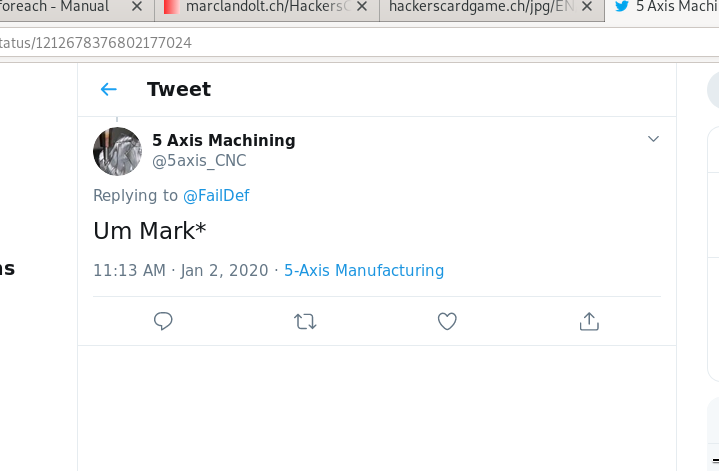 foreach - Manual
marclandolt.ch/HackersC
hackerscardgame.ch/jpg/EN
5 Axis Machi
tatus/1212678376802177024
Tweet
5 Axis Machining
@5axis_CNC
Replying to @FailDef
Um Mark*
11:13 AM · Jan 2, 2020 · 5-Axis Manufacturing
as